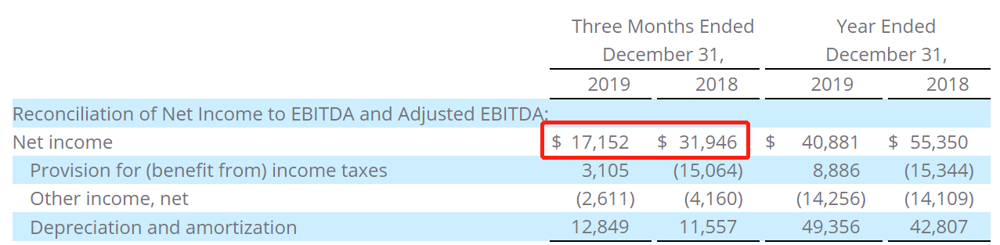 Three Months Ended Year Ended
December 31, December 31,
2019 2018 2019 2018
Reconciliation of Net Income to EBITDA and Adjusted EBITDA:
Net income $ 17,152 $ 31,946 $ 40,881 $ 55,350
Provision for (benefit from) income taxes 3,105 (15,064) 8,886 (15,344)
Other income, net (2,611) (4,160) (14,256) (14,109)
Depreciation and amortization 12,849 11,557 49,356 42,807